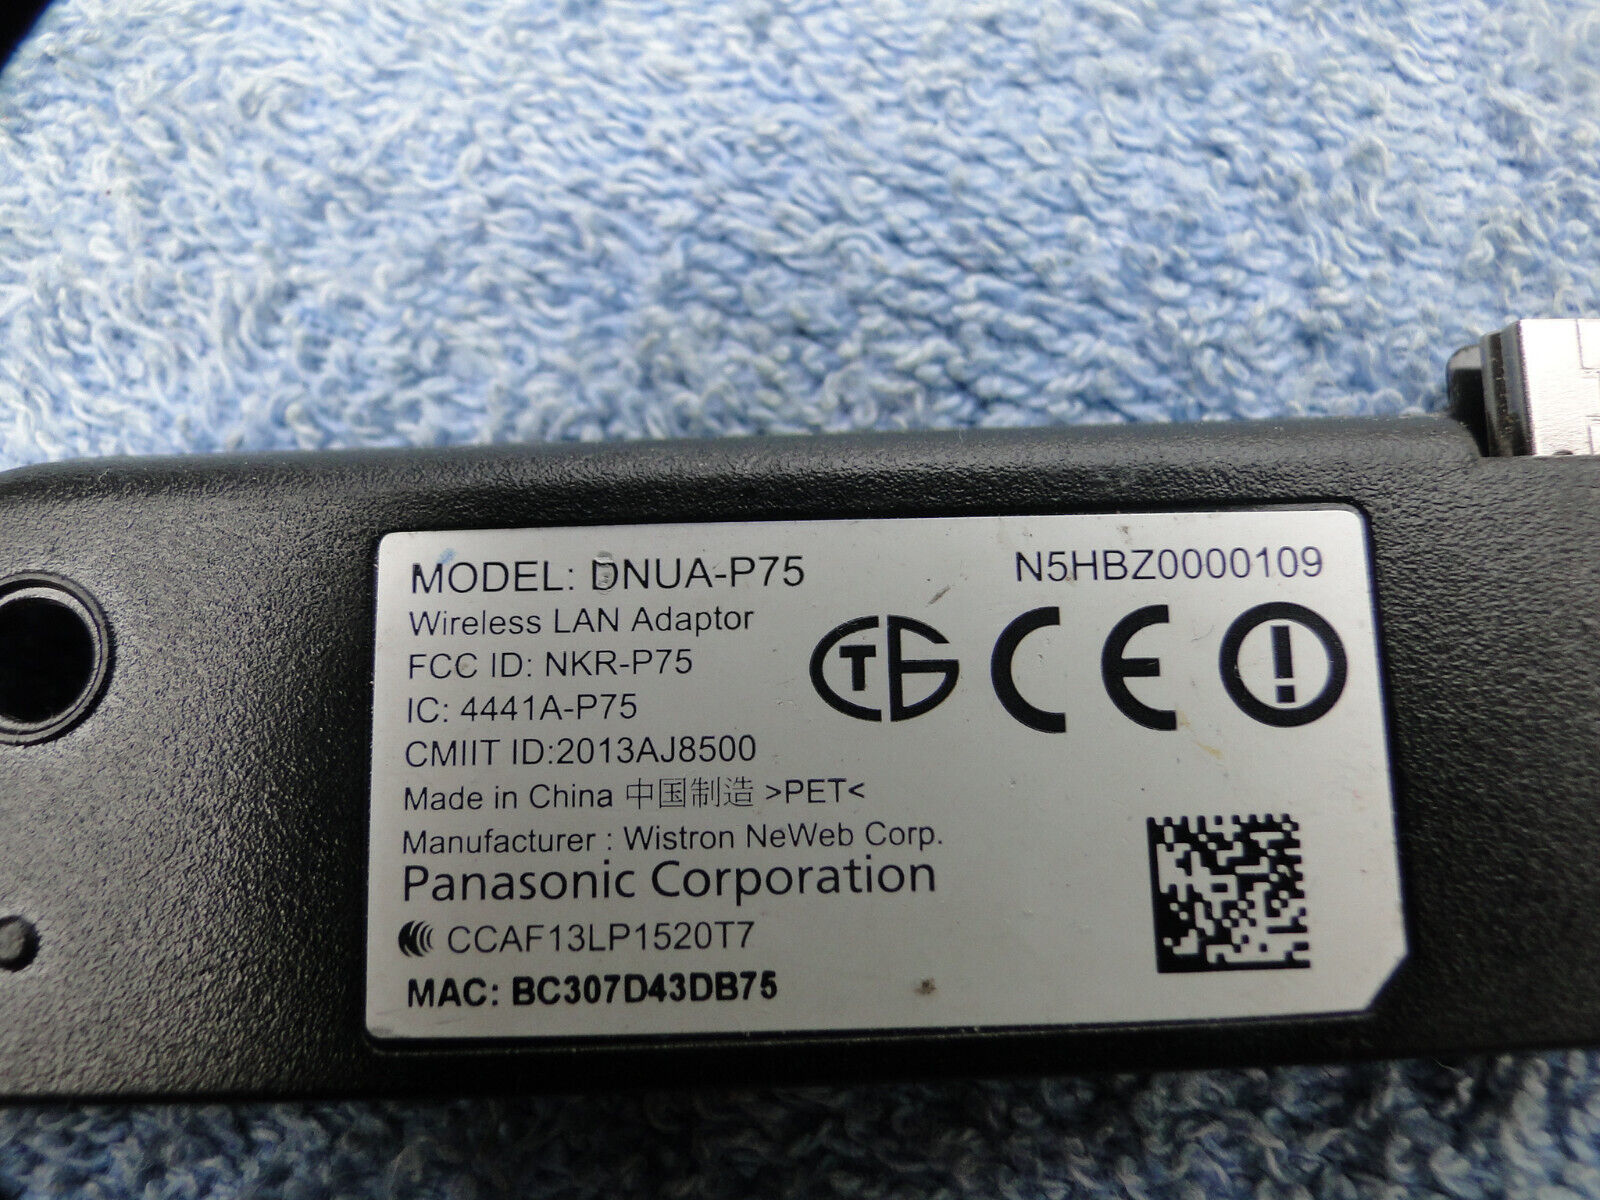 MODEL: DNUA-P75
N5HBZ0000109
Wireless LAN Adaptor
FCC ID: NKR-P75
IC: 4441A-P75
CMIIT ID:2013AJ8500
Made in China 中国制造 >PET<
Manufacturer : Wistron NeWeb Corp.
Panasonic Corporation
CCAF13LP1520T7
MAC: BC307D43DB75